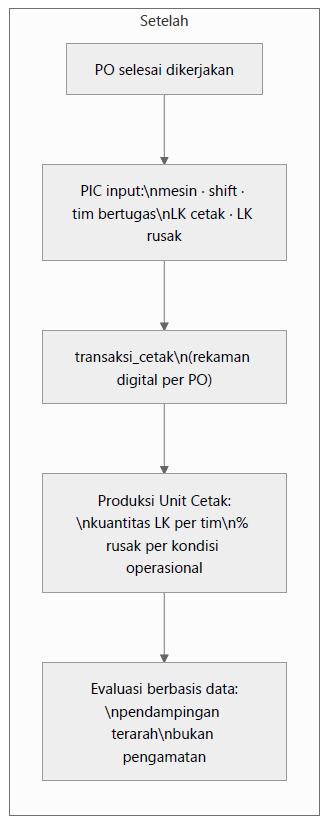 Setelah
PO selesai dikerjakan
PIC input:\nmesin · shift ·
tim bertugas\nLK cetak · LK
rusak
transaksi_cetak\n(rekaman
digital per PO)
Produksi Unit Cetak:
\nkuantitas LK per tim\n%
rusak per kondisi
operasional
Evaluasi berbasis data:
\npendampingan
terarah\nbukan
pengamatan